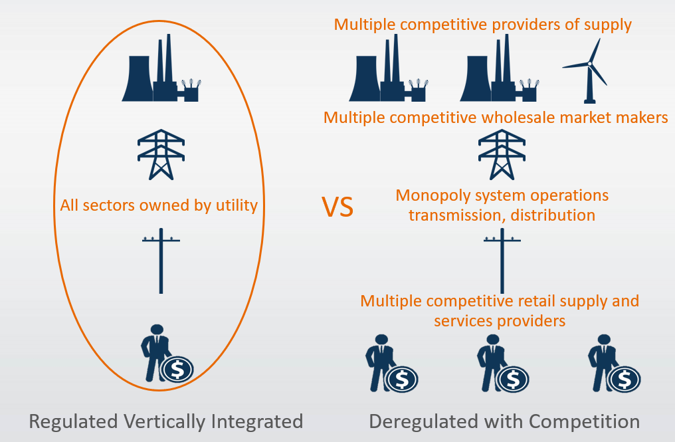 Multiple competitive providers of supply
Multiple competitive wholesale market makers
All sectors owned by utility
VS
Monopoly system operations
transmission, distribution
Multiple competitive retail supply and
services providers
$
$
$
$
Regulated Vertically Integrated
Deregulated with Competition